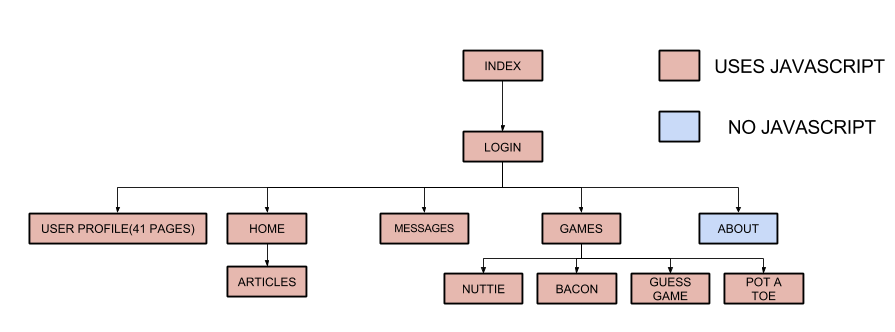 INDEX
USES JAVASCRIPT
NO JAVASCRIPT
LOGIN
USER PROFILE(41 PAGES)
HOME
MESSAGES
GAMES
ABOUT
ARTICLES
NUTTIE
BACON
GUESS
GAME
POT A
TOE